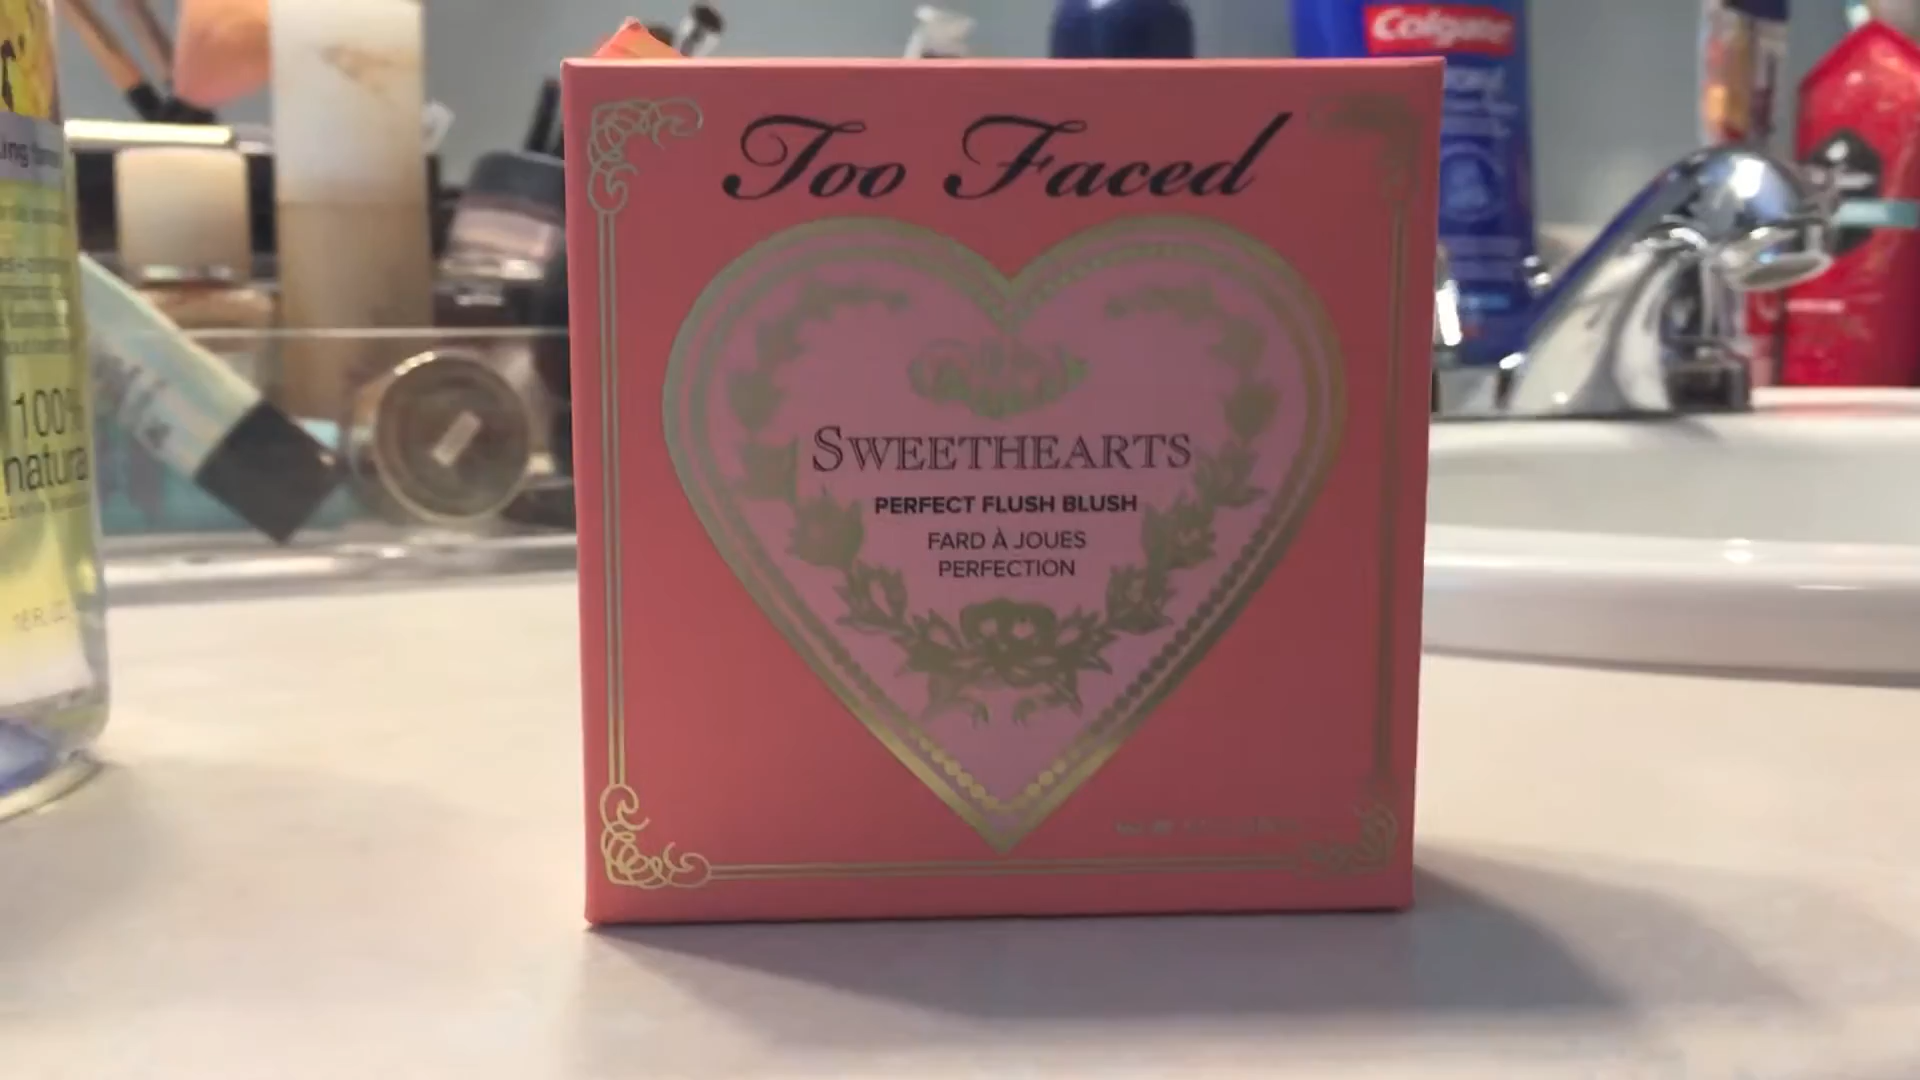 Too Faced
SWEETHEARTS
PERFECT FLUSH BLUSH
FARD À JOUES
PERFECTION
Colgate
100%
natural